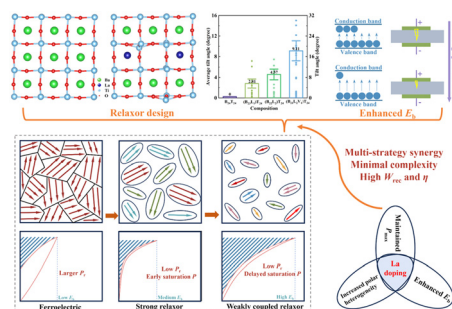 Ba
La
Ti
O
Average tilt angle (degree)
Tilt angle (degree)
Composition
Conduction band
Valence band
Conduction band
Valence band
Relaxor design
Enhanced Eb
Multi-strategy synergy
Minimal complexity
High Wrec and η
Larger Pr
Low Eb
Low Pr
Early saturation P
Medium Eb
Low Pr
Delayed saturation P
High Eb
Ferroelectric
Strong relaxor
Weakly coupled relaxor
Maintained
Pmax
La
doping
Increased polar
heterogeneity
Enhanced Eb